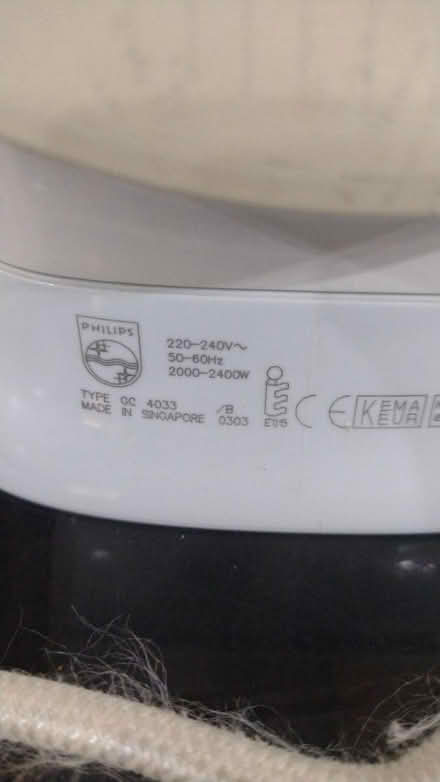 PHILIPS
220-240V~
50-60Hz
2000-2400W
TYPE GC 4033 /B
MADE IN SINGAPORE 0303
CE
KEMA
KEUR